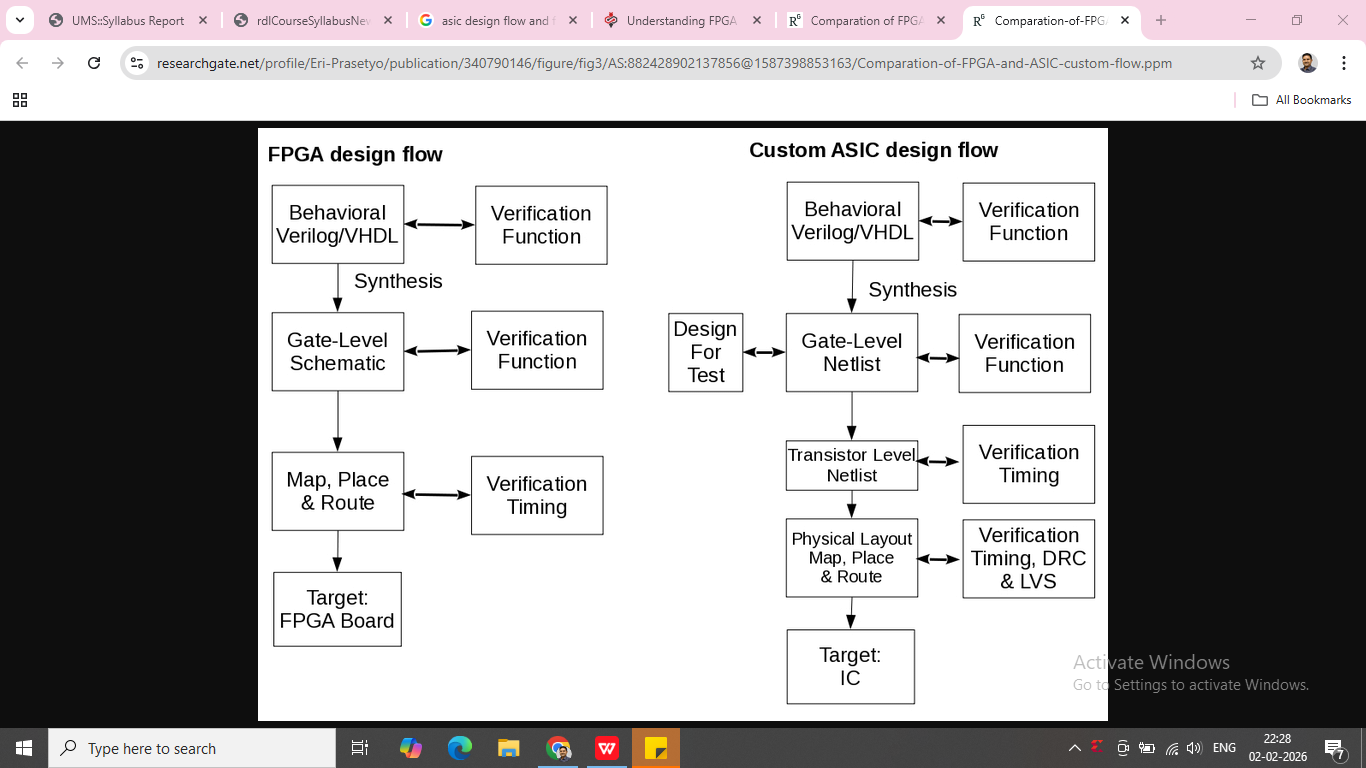 UMS::Syllabus Report
rdlCourseSyllabusNew
asic design flow and f
Understanding FPGA
Comparation of FPGA
Comparation-of-FPGA
researchgate.net/profile/Eri-Prasetyo/publication/340790146/figure/fig3/AS:882428902137856@1587398853163/Comparation-of-FPGA-and-ASIC-custom-flow.ppm
All Bookmarks
FPGA design flow
Behavioral
Verilog/VHDL
Verification
Function
Synthesis
Gate-Level
Schematic
Verification
Function
Map, Place
& Route
Verification
Timing
Target:
FPGA Board
Custom ASIC design flow
Behavioral
Verilog/VHDL
Verification
Function
Synthesis
Design
For
Test
Gate-Level
Netlist
Verification
Function
Transistor Level
Netlist
Verification
Timing
Physical Layout
Map, Place
& Route
Verification
Timing, DRC
& LVS
Target:
IC
Activate Windows
Go to Settings to activate Windows.
Type here to search
ENG
22:28
02-02-2026
7